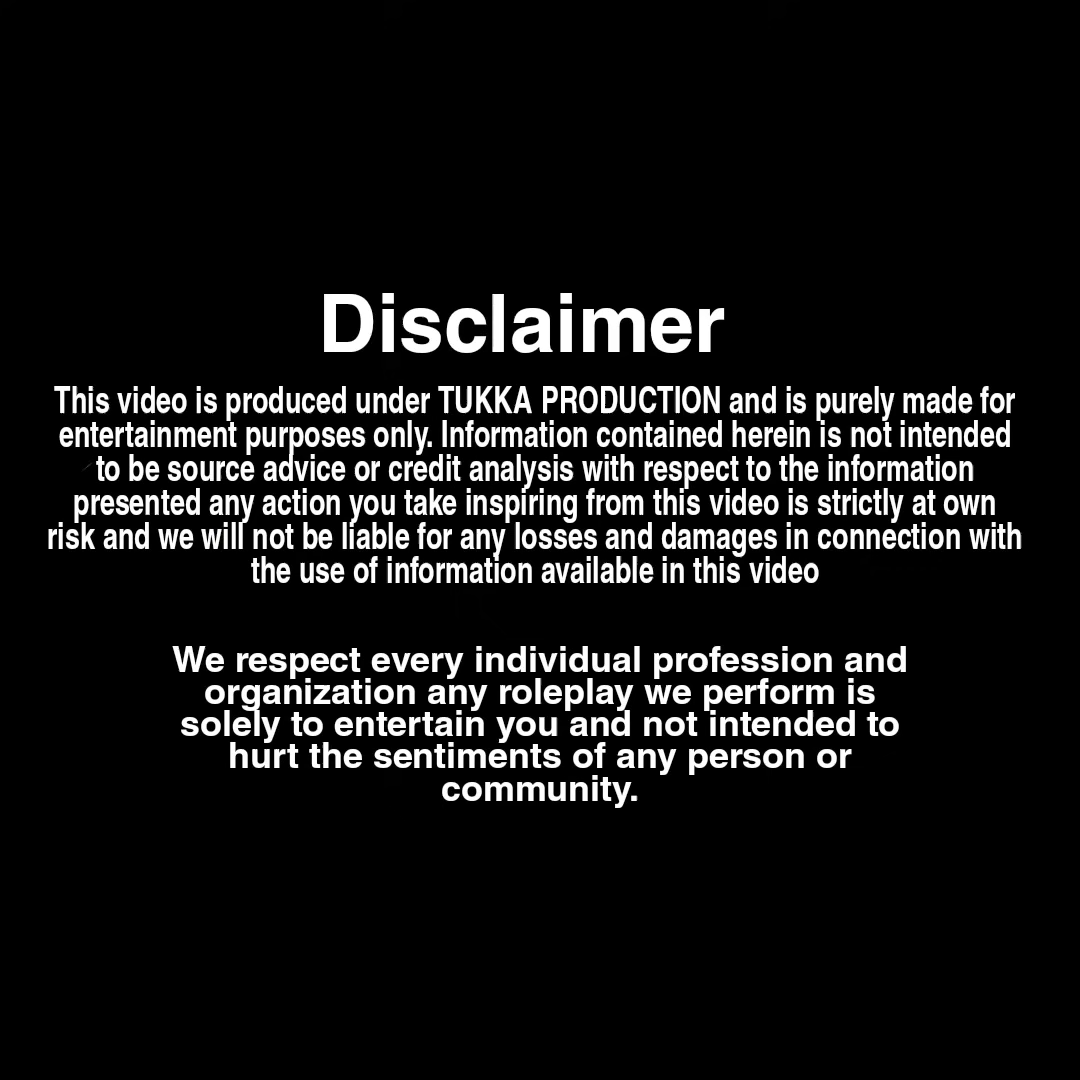 Disclaimer
This video is produced under TUKKA PRODUCTION and is purely made for
entertainment purposes only. Information contained herein is not intended
to be source advice or credit analysis with respect to the information
presented any action you take inspiring from this video is strictly at own
risk and we will not be liable for any losses and damages in connection with
the use of information available in this video
We respect every individual profession and
organization any roleplay we perform is
solely to entertain you and not intended to
hurt the sentiments of any person or
community.